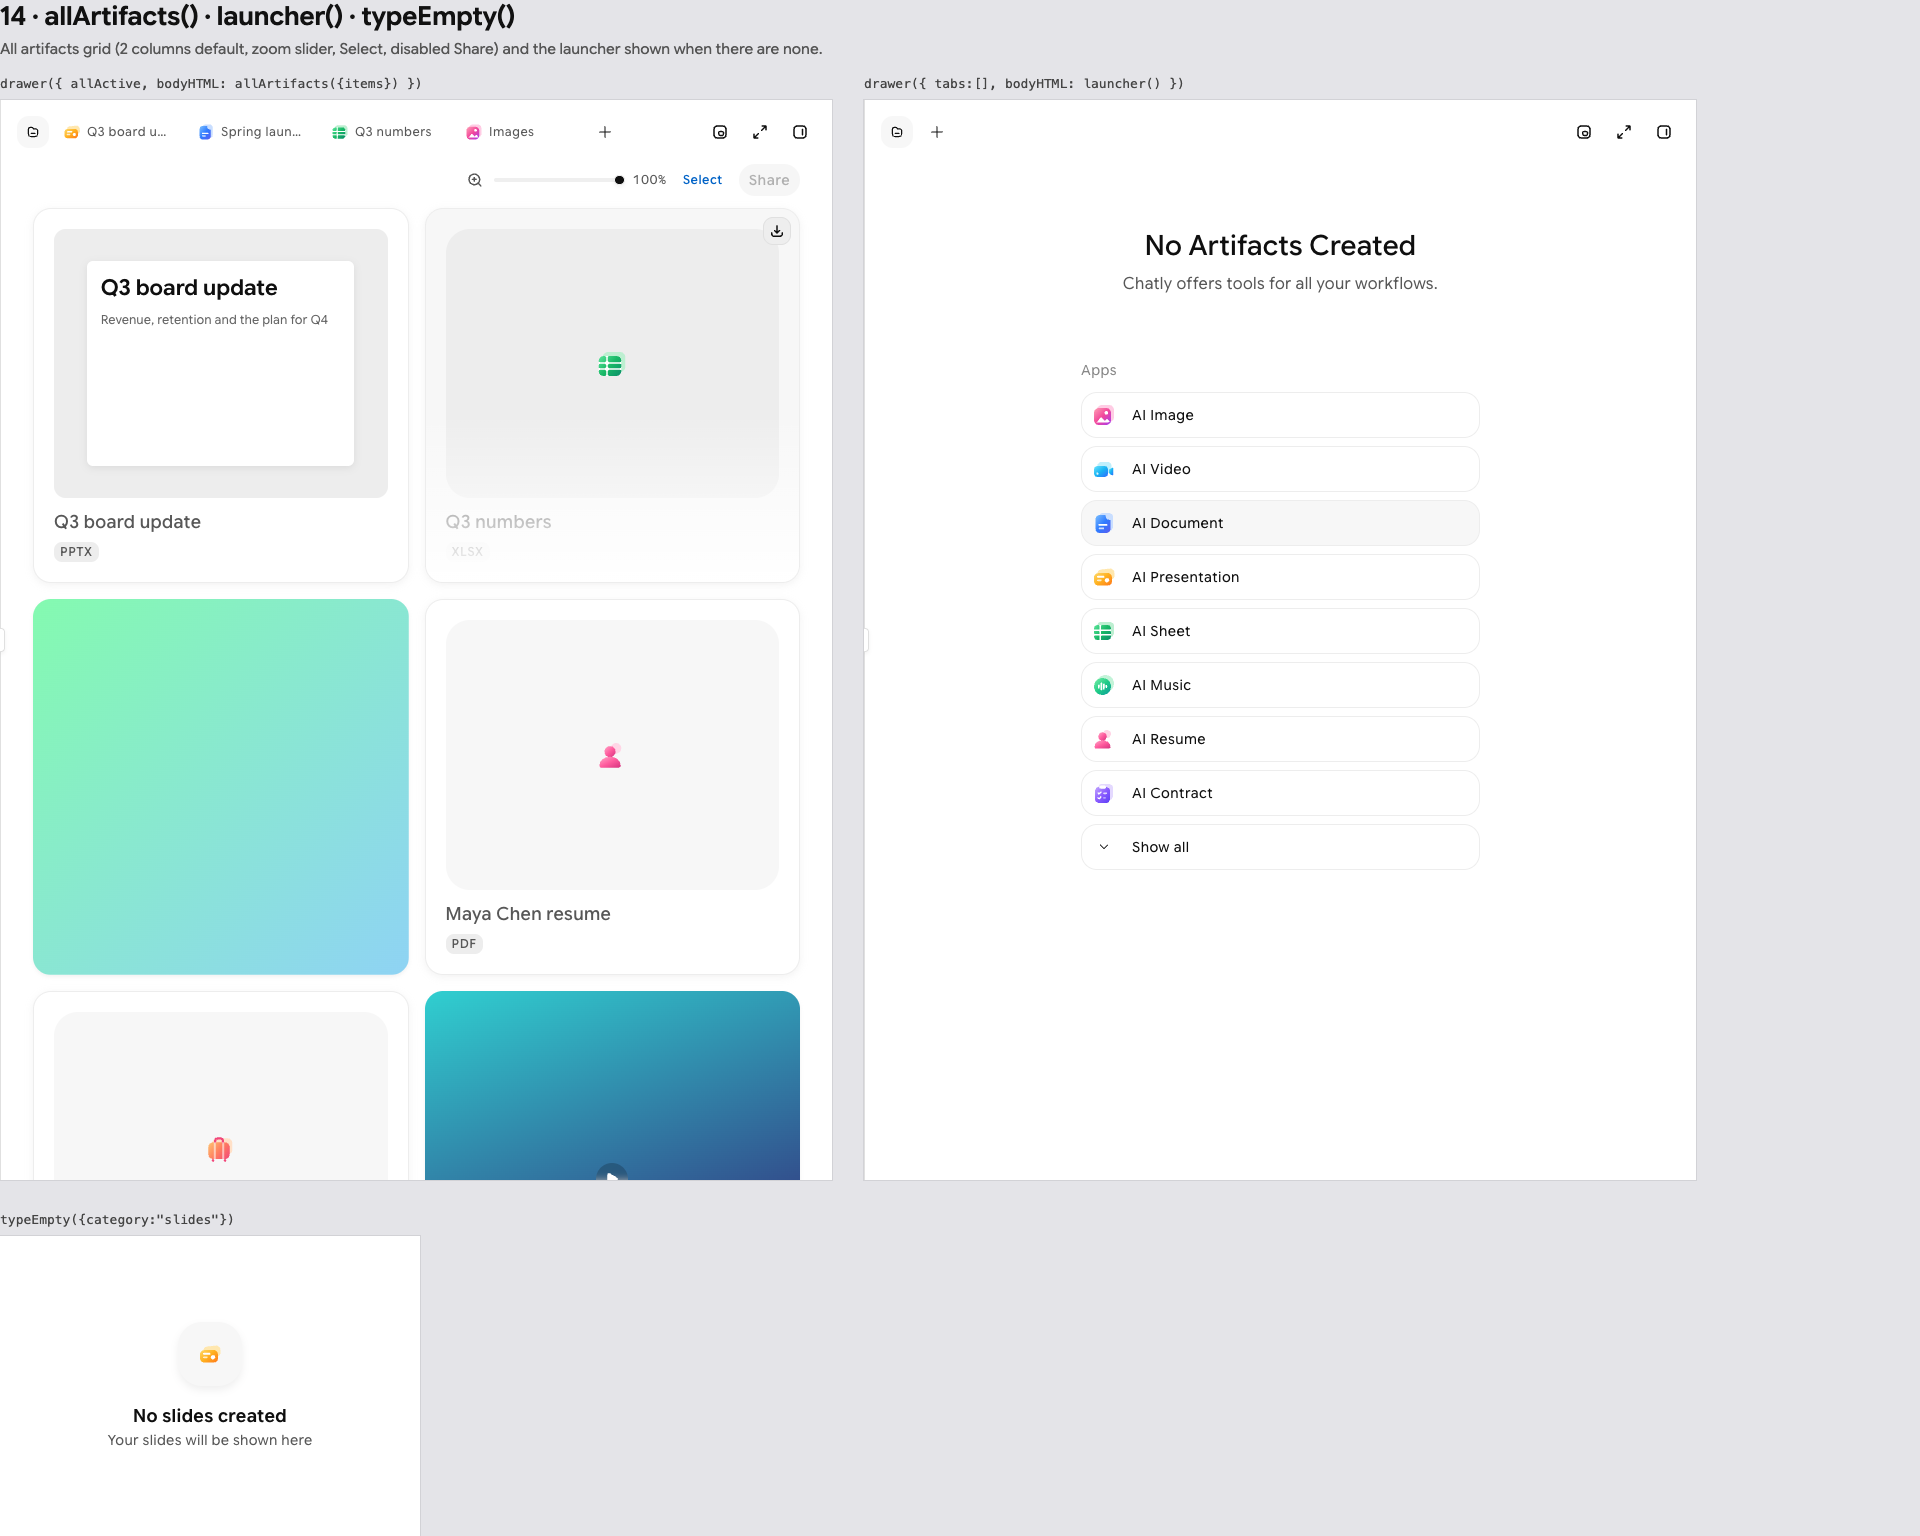 14 · allArtifacts() · launcher() · typeEmpty()
All artifacts grid (2 columns default, zoom slider, Select, disabled Share) and the launcher shown when there are none.
drawer({ allActive, bodyHTML: allArtifacts({items}) })
Q3 board u...
Spring laun...
Q3 numbers
Images
100%
Select
Share
Q3 board update
Revenue, retention and the plan for Q4
Q3 board update
PPTX
Q3 numbers
XLSX
Maya Chen resume
PDF
drawer({ tabs:[], bodyHTML: launcher() })
No Artifacts Created
Chatly offers tools for all your workflows.
Apps
AI Image
AI Video
AI Document
AI Presentation
AI Sheet
AI Music
AI Resume
AI Contract
Show all
typeEmpty({category:"slides"})
No slides created
Your slides will be shown here